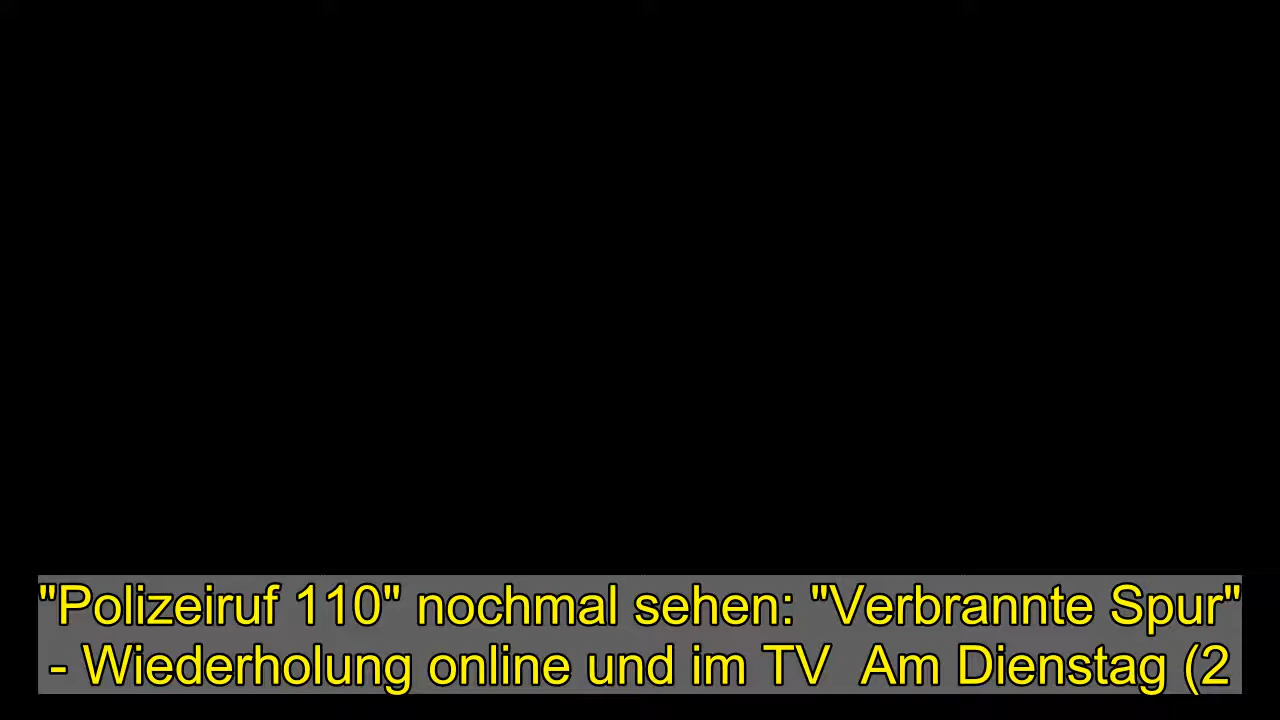 "Polizeiruf 110" nochmal sehen: "Verbrannte Spur"
- Wiederholung online und im TV  Am Dienstag (2